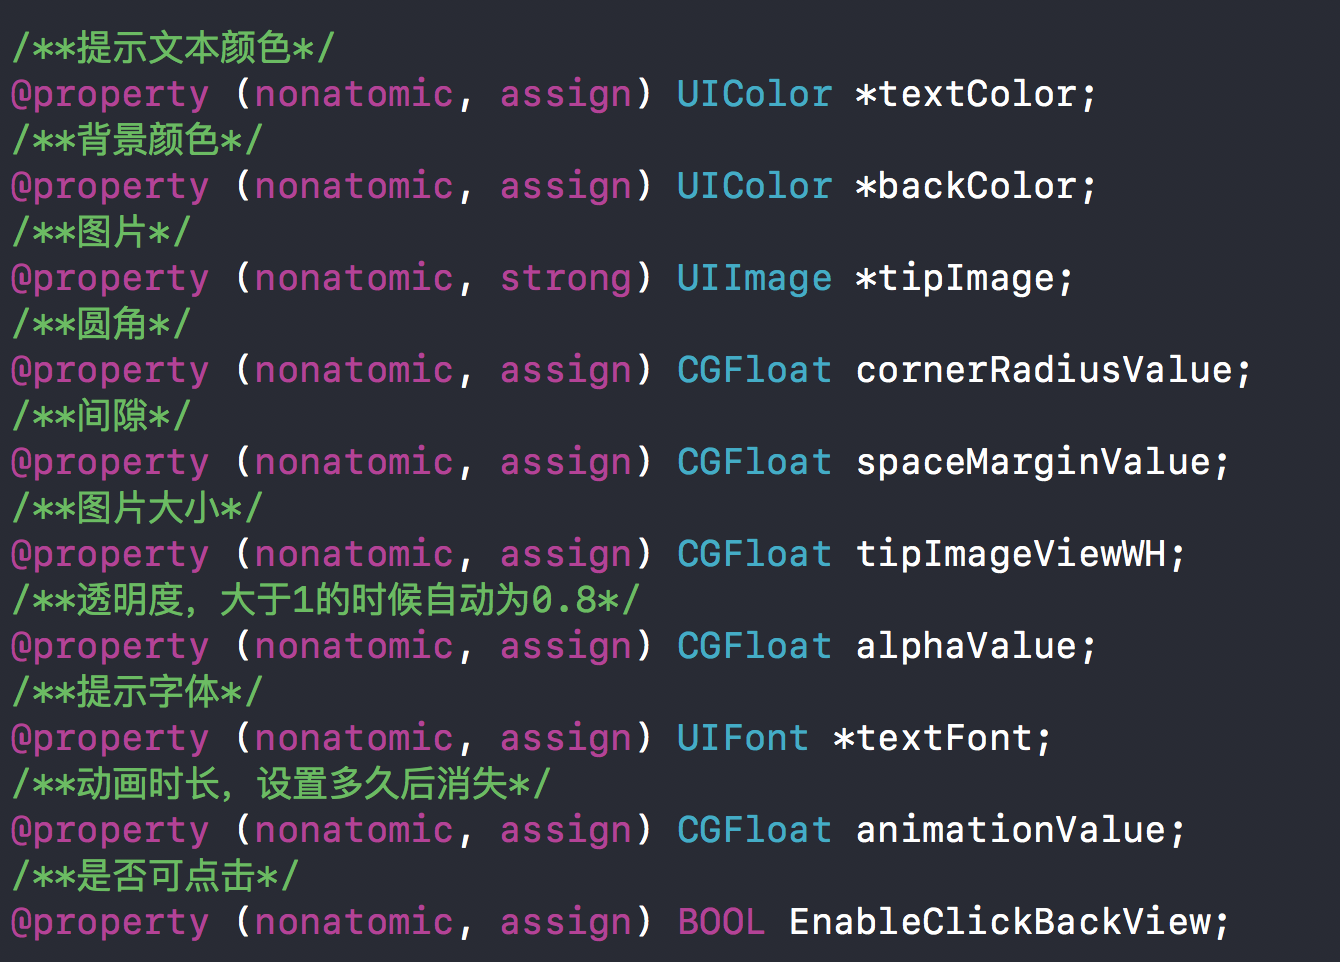 /**提示文本颜色*/
@property (nonatomic, assign) UIColor *textColor;
/**背景颜色*/
@property (nonatomic, assign) UIColor *backColor;
/**图片*/
@property (nonatomic, strong) UIImage *tipImage;
/**圆角*/
@property (nonatomic, assign) CGFloat cornerRadiusValue;
/**间隙*/
@property (nonatomic, assign) CGFloat spaceMarginValue;
/**图片大小*/
@property (nonatomic, assign) CGFloat tipImageViewWH;
/**透明度，大于1的时候自动为0.8*/
@property (nonatomic, assign) CGFloat alphaValue;
/**提示字体*/
@property (nonatomic, assign) UIFont *textFont;
/**动画时长，设置多久后消失*/
@property (nonatomic, assign) CGFloat animationValue;
/**是否可点击*/
@property (nonatomic, assign) BOOL EnableClickBackView;